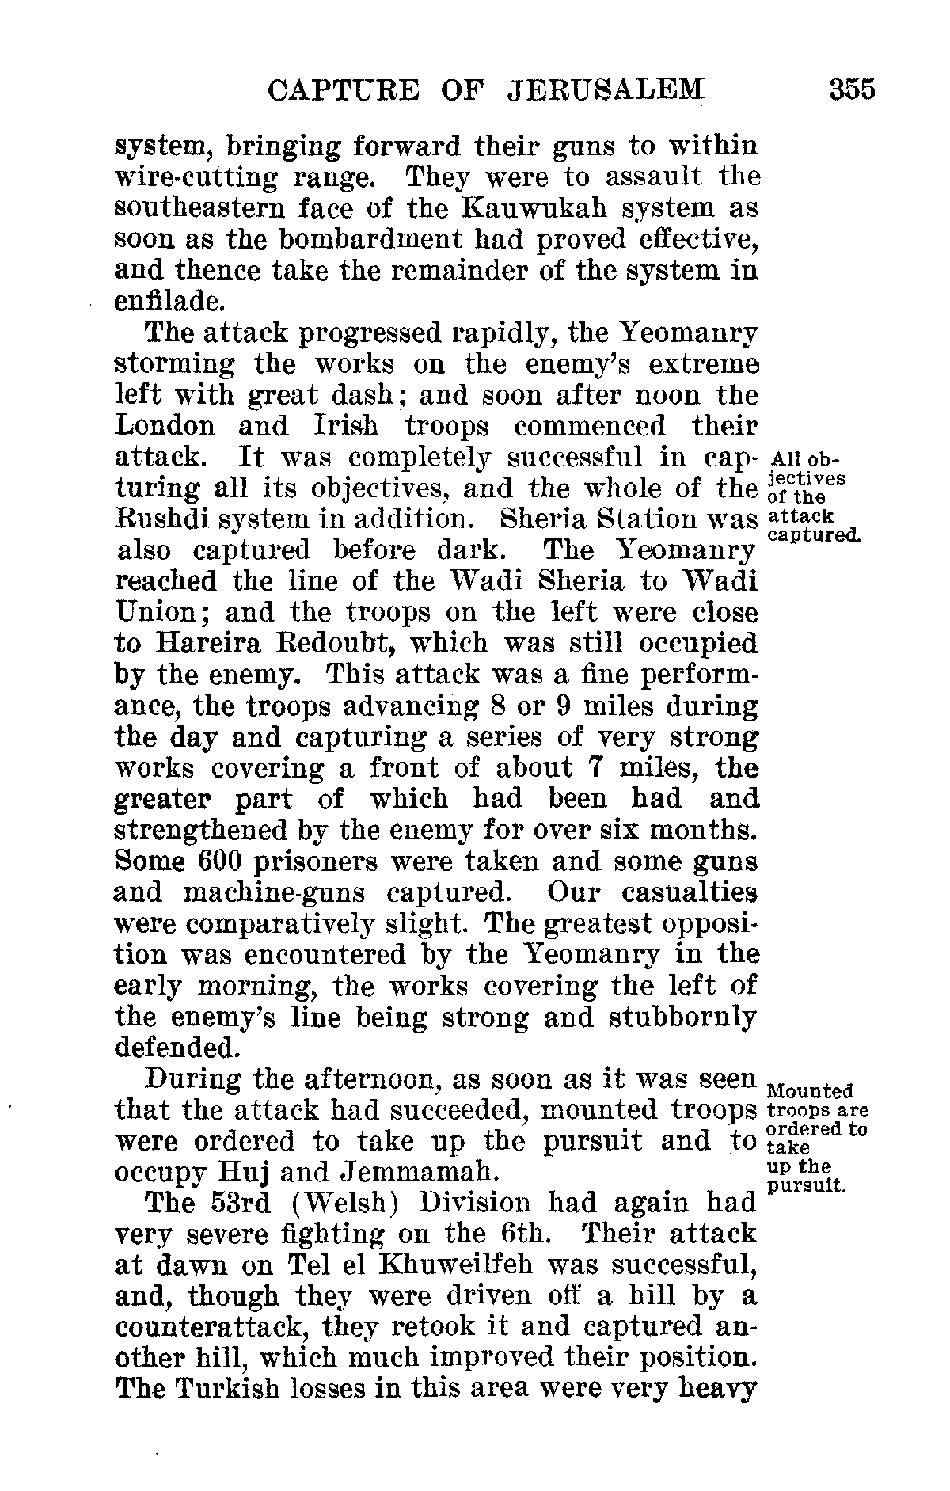 CAPTURE OF JERUSALEM 355
system, bringing forward their guns to within
wire-cutting range. They were to assault the
southeastern face of the Kauwukah system as
soon as the bombardment had proved effective,
and thence take the remainder of the system in
enfilade.
The attack progressed rapidly, the Yeomanry
storming the works on the enemy's extreme
left with great dash; and soon after noon the
London and Irish troops commenced their
attack. It was completely successful in cap-
turing all its objectives, and the whole of the
Rushdi system in addition. Sheria Station was
also captured before dark. The Yeomanry
reached the line of the Wadi Sheria to Wadi
Union; and the troops on the left were close
to Hareira Redoubt, which was still occupied
by the enemy. This attack was a fine perform-
ance, the troops advancing 8 or 9 miles during
the day and capturing a series of very strong
works covering a front of about 7 miles, the
greater part of which had been had and
strengthened by the enemy for over six months.
Some 600 prisoners were taken and some guns
and machine-guns captured. Our casualties
were comparatively slight. The greatest opposi-
tion was encountered by the Yeomanry in the
early morning, the works covering the left of
the enemy's line being strong and stubbornly
defended.
All ob-
jectives
of the
attack
captured.
During the afternoon, as soon as it was seen
that the attack had succeeded, mounted troops
were ordered to take up the pursuit and to
occupy Huj and Jemmamah.
Mounted
troops are
ordered to
take
up the
pursuit.
The 53rd (Welsh) Division had again had
very severe fighting on the 6th. Their attack
at dawn on Tel el Khuweilfeh was successful,
and, though they were driven off a hill by a
counterattack, they retook it and captured an-
other hill, which much improved their position.
The Turkish losses in this area were very heavy